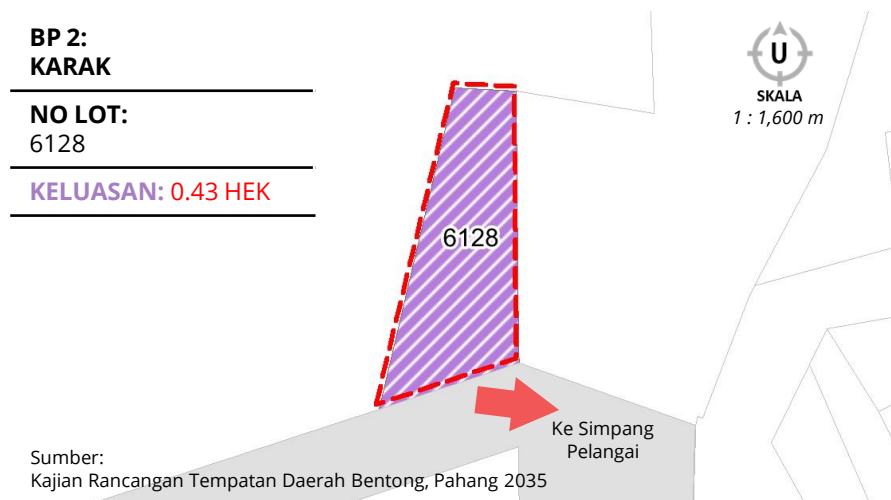 BP 2:
KARAK
NO LOT:
6128
KELUASAN: 0.43 HEK
U
SKALA
1 : 1,600 m
6128
Ke Simpang
Pelangai
Sumber:
Kajian Rancangan Tempatan Daerah Bentong, Pahang 2035